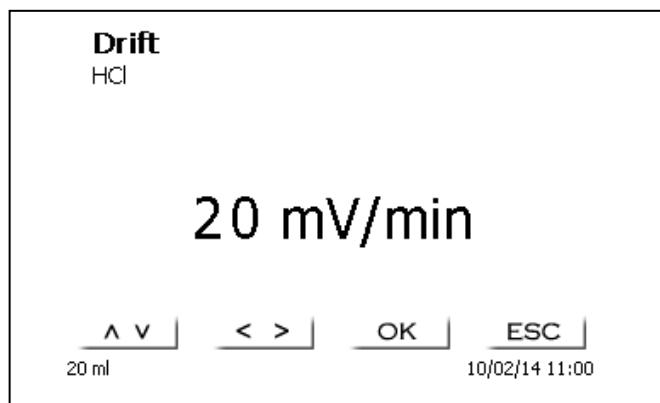 Drift
HCl
20 mV/min
∧ ∨ < > OK ESC
20 ml 10/02/14 11:00